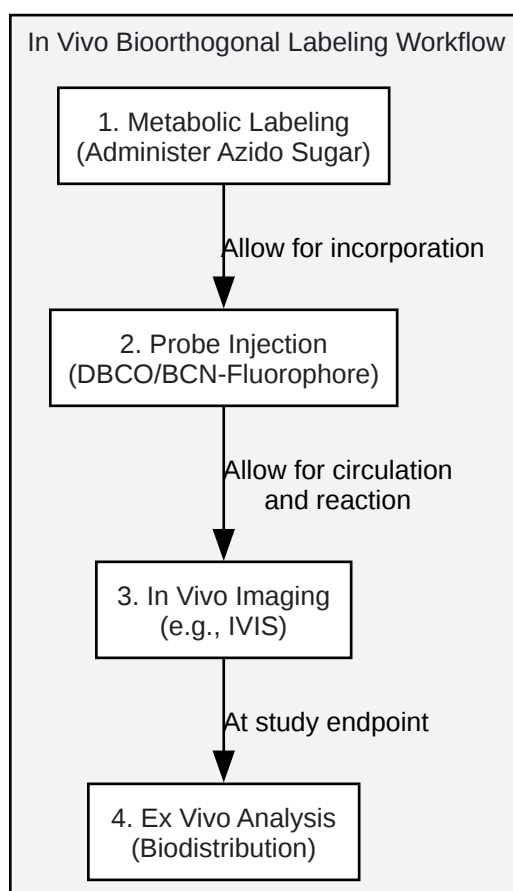 In Vivo Bioorthogonal Labeling Workflow
1. Metabolic Labeling
(Administer Azido Sugar)
Allow for incorporation
2. Probe Injection
(DBCO/BCN-Fluorophore)
Allow for circulation
and reaction
3. In Vivo Imaging
(e.g., IVIS)
At study endpoint
4. Ex Vivo Analysis
(Biodistribution)